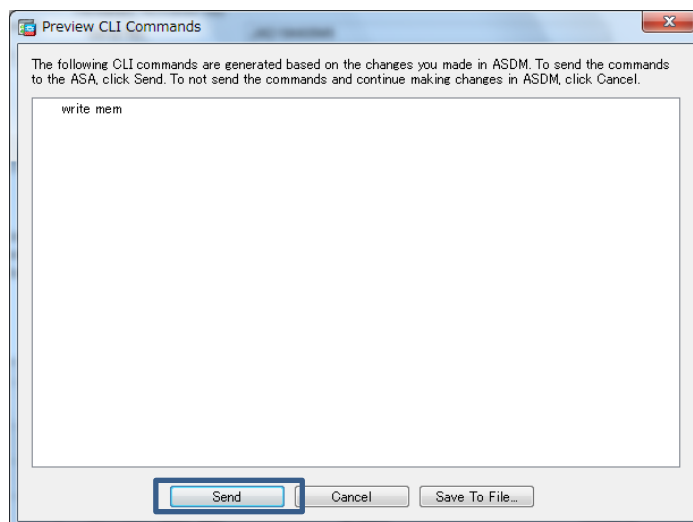 Preview CLI Commands
The following CLI commands are generated based on the changes you made in ASDM. To send the commands
to the ASA, click Send. To not send the commands and continue making changes in ASDM, click Cancel.
write mem
Send Cancel Save To File...